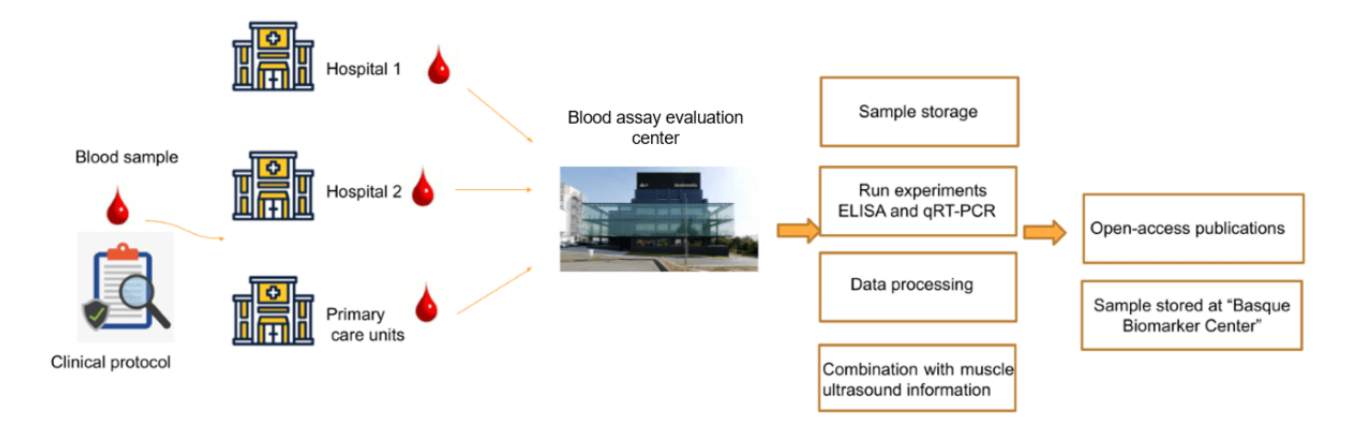 Blood sample
Clinical protocol
Hospital 1
Hospital 2
Primary
care units
Blood assay evaluation
center
Sample storage
Run experiments
ELISA and qRT-PCR
Data processing
Combination with muscle
ultrasound information
Open-access publications
Sample stored at “Basque
Biomarker Center”